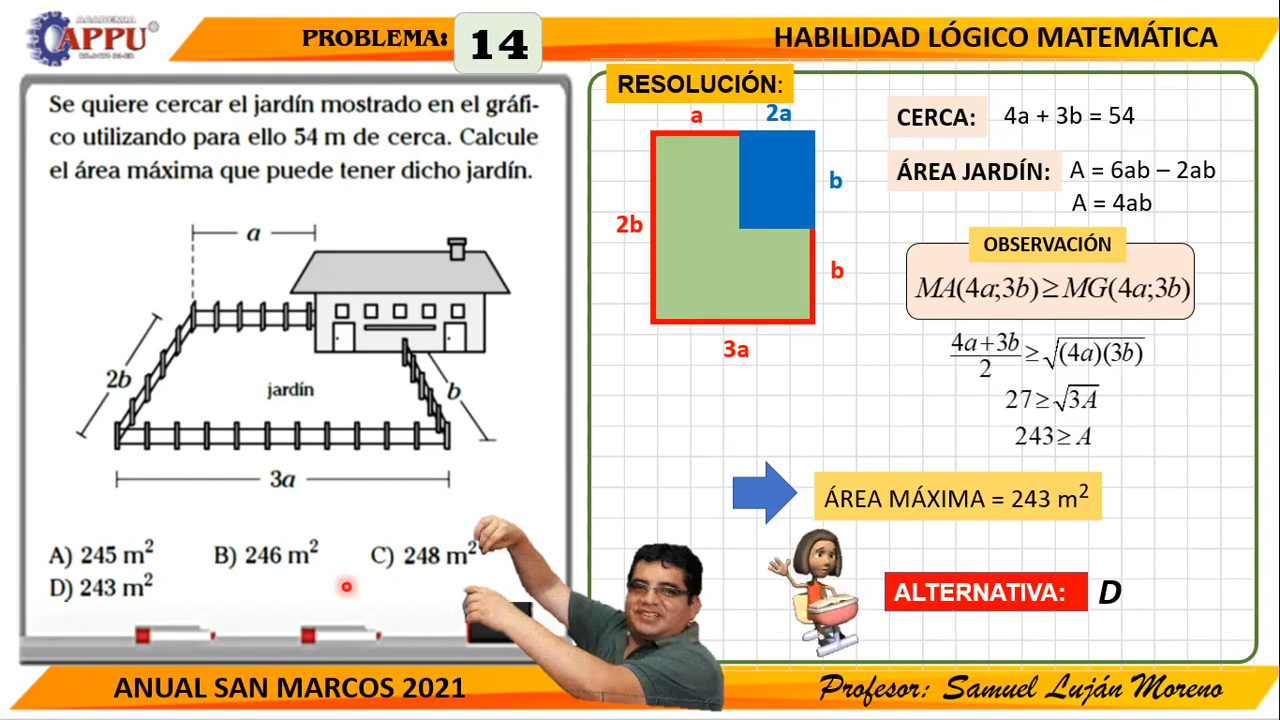 ACADEMIA
APPU
PROBLEMA:
14
HABILIDAD LÓGICO MATEMÁTICA
Se quiere cercar el jardín mostrado en el gráfi-
co utilizando para ello 54 m de cerca. Calcule
el área máxima que puede tener dicho jardín.
a
2b
jardín
b
3a
A) 245 m²
B) 246 m²
C) 248 m²
D) 243 m²
RESOLUCIÓN:
a
2a
b
2b
b
3a
CERCA:
4a + 3b = 54
ÁREA JARDÍN:
A = 6ab – 2ab
A = 4ab
OBSERVACIÓN
MA(4a;3b) ≥ MG(4a;3b)
(4a+3b)/2 ≥ √(4a)(3b)
27 ≥ √3A
243 ≥ A
ÁREA MÁXIMA = 243 m²
ALTERNATIVA:
D
ANUAL SAN MARCOS 2021
Profesor: Samuel Luján Moreno